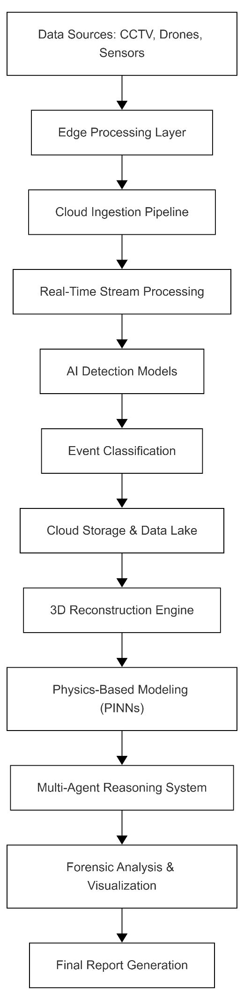 Data Sources: CCTV, Drones,
Sensors
Edge Processing Layer
Cloud Ingestion Pipeline
Real-Time Stream Processing
AI Detection Models
Event Classification
Cloud Storage & Data Lake
3D Reconstruction Engine
Physics-Based Modeling
(PINNs)
Multi-Agent Reasoning System
Forensic Analysis &
Visualization
Final Report Generation